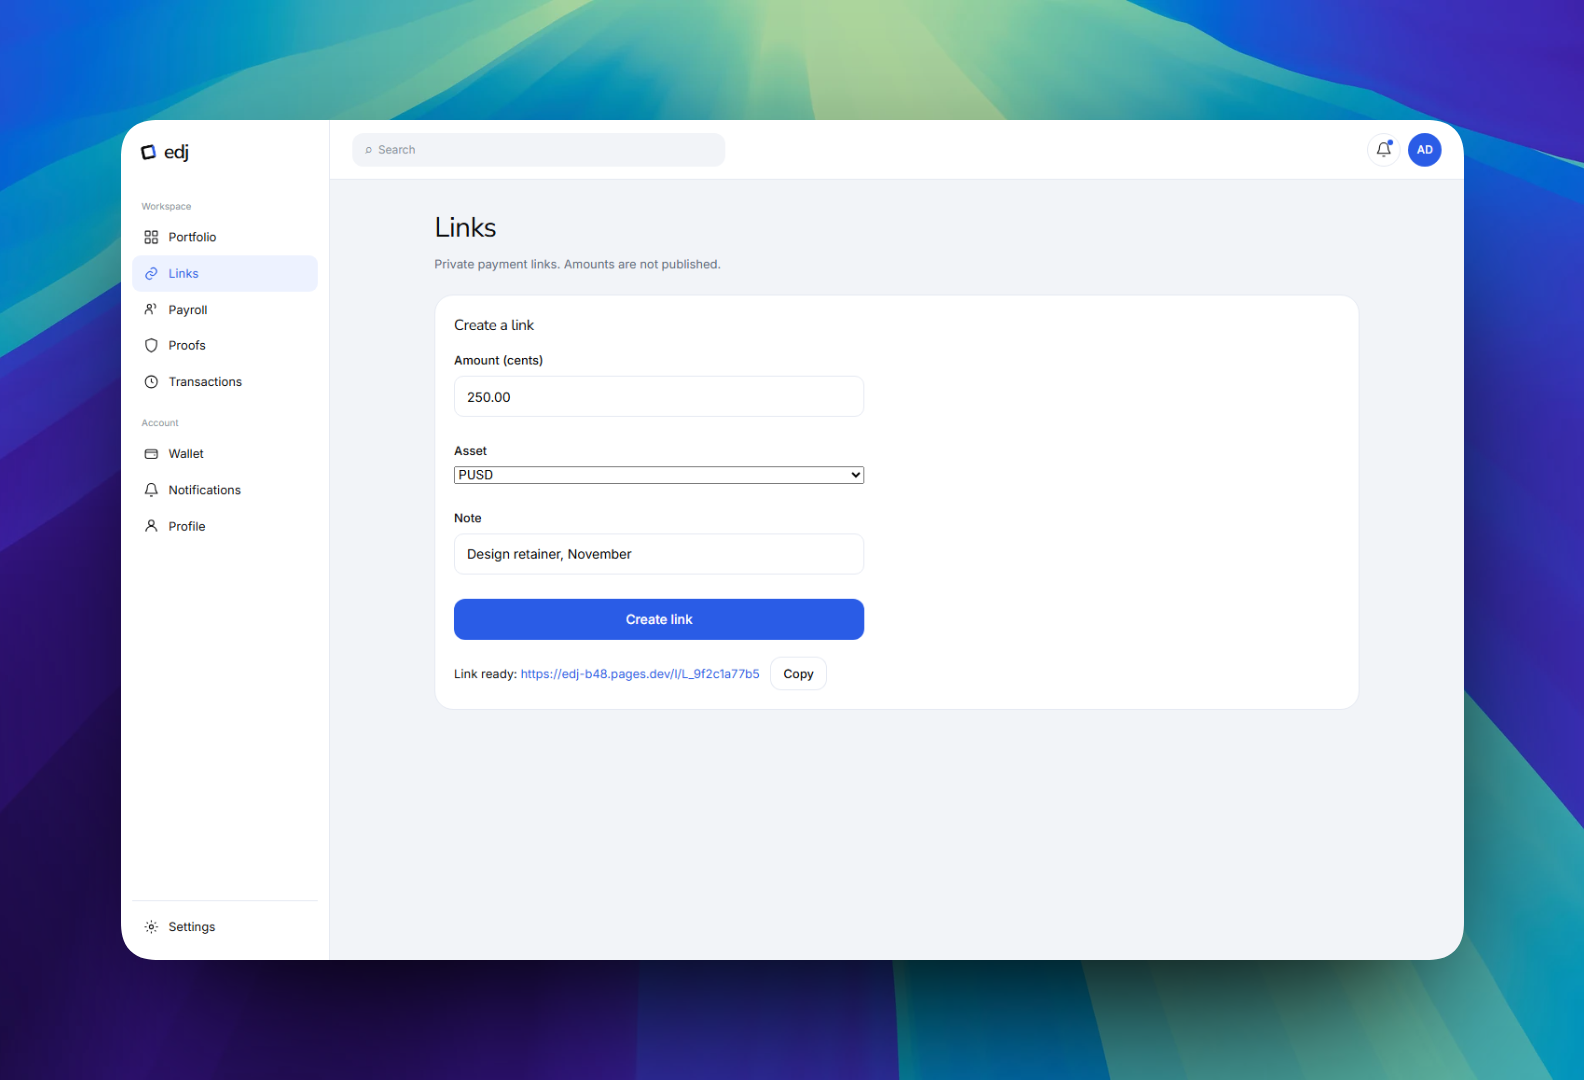 edj
Search
AD
Workspace
Portfolio
Links
Payroll
Proofs
Transactions
Account
Wallet
Notifications
Profile
Settings
Links
Private payment links. Amounts are not published.
Create a link
Amount (cents)
250.00
Asset
PUSD
Note
Design retainer, November
Create link
Link ready: https://edj-b48.pages.dev/l/L_9f2c1a77b5 Copy